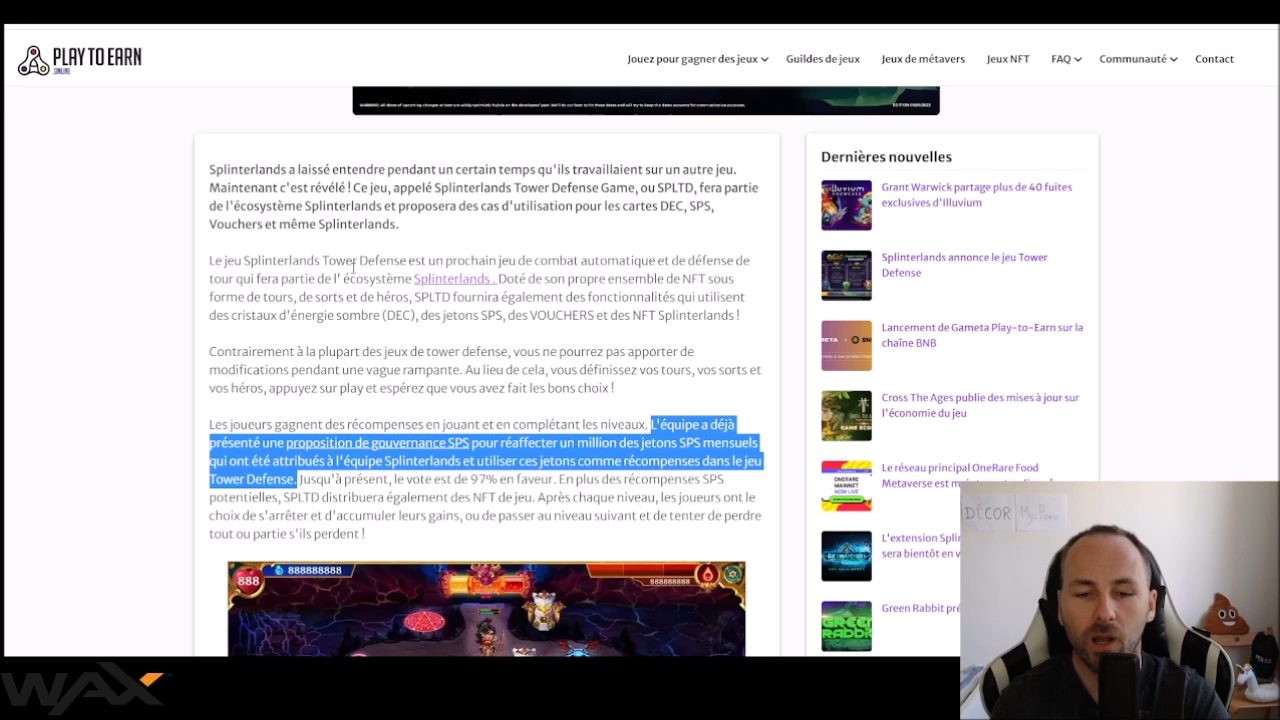 PLAY TO EARN
ONLINE
Jouez pour gagner des jeux
Guildes de jeux
Jeux de métavers
Jeux NFT
FAQ
Communauté
Contact
Splinterlands a laissé entendre pendant un certain temps qu'ils travaillaient sur un autre jeu.
Maintenant c'est révélé ! Ce jeu, appelé Splinterlands Tower Defense Game, ou SPLTD, fera partie
de l'écosystème Splinterlands et proposera des cas d'utilisation pour les cartes DEC, SPS,
Vouchers et même Splinterlands.
Le jeu Splinterlands Tower Defense est un prochain jeu de combat automatique et de défense de
tour qui fera partie de l' écosystème Splinterlands . Doté de son propre ensemble de NFT sous
forme de tours, de sorts et de héros, SPLTD fournira également des fonctionnalités qui utilisent
des cristaux d'énergie sombre (DEC), des jetons SPS, des VOUCHERS et des NFT Splinterlands !
Contrairement à la plupart des jeux de tower defense, vous ne pourrez pas apporter de
modifications pendant une vague rampante. Au lieu de cela, vous définissez vos tours, vos sorts et
vos héros, appuyez sur play et espérez que vous avez fait les bons choix !
Les joueurs gagnent des récompenses en jouant et en complétant les niveaux. L'équipe a déjà
présenté une proposition de gouvernance SPS pour réaffecter un million des jetons SPS mensuels
qui ont été attribués à l'équipe Splinterlands et utiliser ces jetons comme récompenses dans le jeu
Tower Defense. Jusqu'à présent, le vote est de 97% en faveur. En plus des récompenses SPS
potentielles, SPLTD distribuera également des NFT de jeu. Après chaque niveau, les joueurs ont le
choix de s'arrêter et d'accumuler leurs gains, ou de passer au niveau suivant et de tenter de perdre
tout ou partie s'ils perdent !
888
888888888
888888888
Dernières nouvelles
Grant Warwick partage plus de 40 fuites
exclusives d'Illuvium
Splinterlands annonce le jeu Tower
Defense
Lancement de Gameta Play-to-Earn sur la
chaîne BNB
Cross The Ages publie des mises à jour sur
l'économie du jeu
Le réseau principal OneRare Food
Metaverse est
L'extension
sera bientôt en
Green Rabbit
DÉCOR
WAX